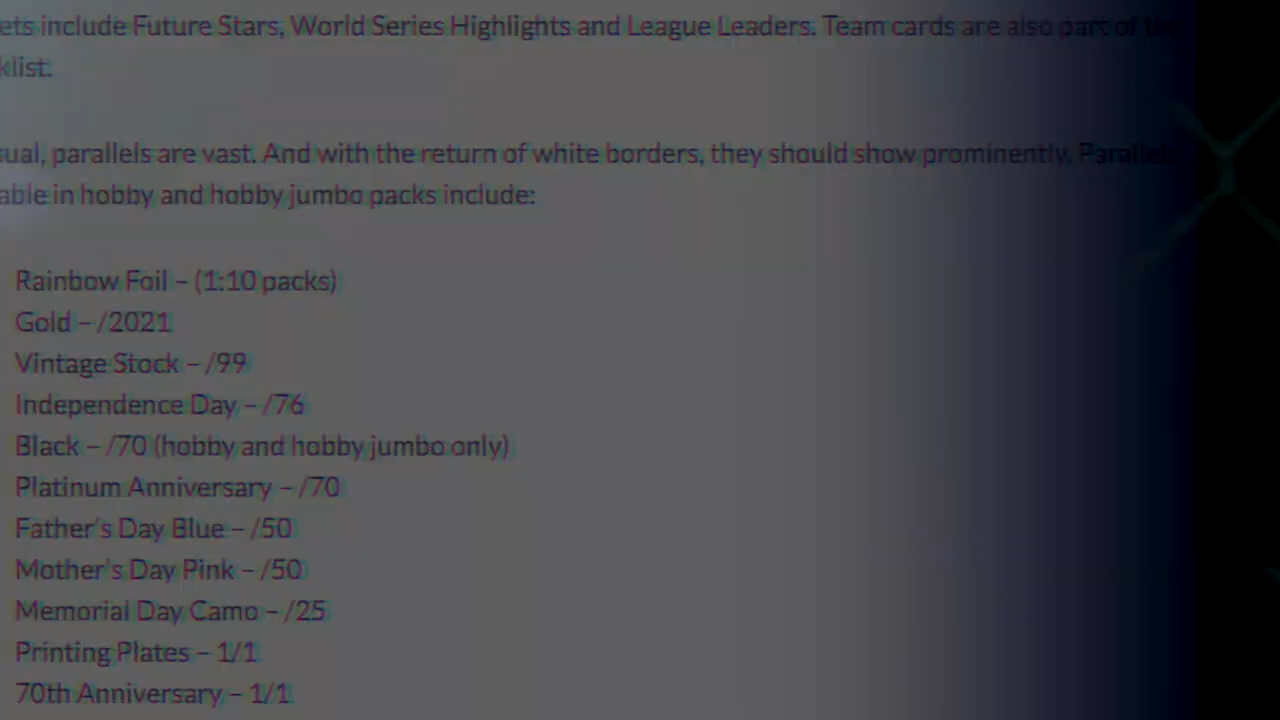 ets include Future Stars, World Series Highlights and League Leaders. Team cards are also part of the
klist.
sual, parallels are vast. And with the return of white borders, they should show prominently. Parallels
able in hobby and hobby jumbo packs include:
Rainbow Foil – (1:10 packs)
Gold – /2021
Vintage Stock – /99
Independence Day – /76
Black – /70 (hobby and hobby jumbo only)
Platinum Anniversary – /70
Father's Day Blue – /50
Mother's Day Pink – /50
Memorial Day Camo – /25
Printing Plates – 1/1
70th Anniversary – 1/1